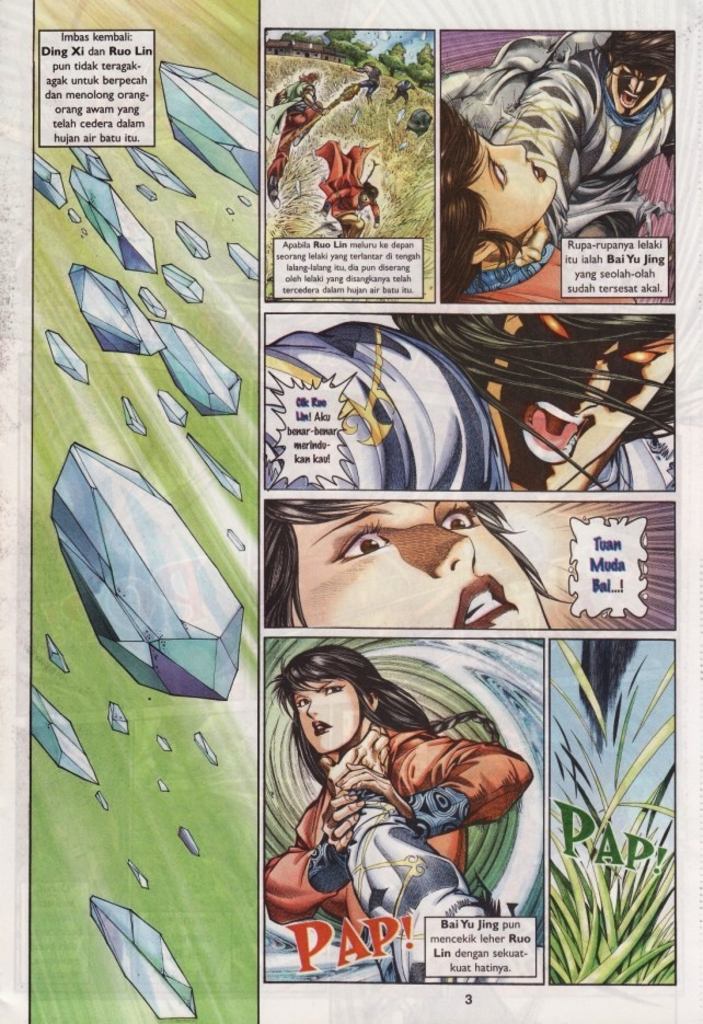 Imbas kembali:
Ding Xi dan Ruo Lin
pun tidak teragak-
agak untuk berpecah
dan menolong orang-
orang awam yang
telah cedera dalam
hujan air batu itu.
Apabila Ruo Lin meluru ke depan
seorang lelaki yang terlantar di tengah
lalang-lalang itu, dia pun diserang
oleh lelaki yang disangkanya telah
tercedera dalam hujan air batu itu.
Rupa-rupanya lelaki
itu ialah Bai Yu Jing
yang seolah-olah
sudah tersesat akal.
Cik Ruo
Lin! Aku
benar-benar
merindu-
kan kau!
Tuan
Muda
Bai...!
PAP!
Bai Yu Jing pun
mencekik leher Ruo
Lin dengan sekuat-
kuat hatinya.
PAP!
3